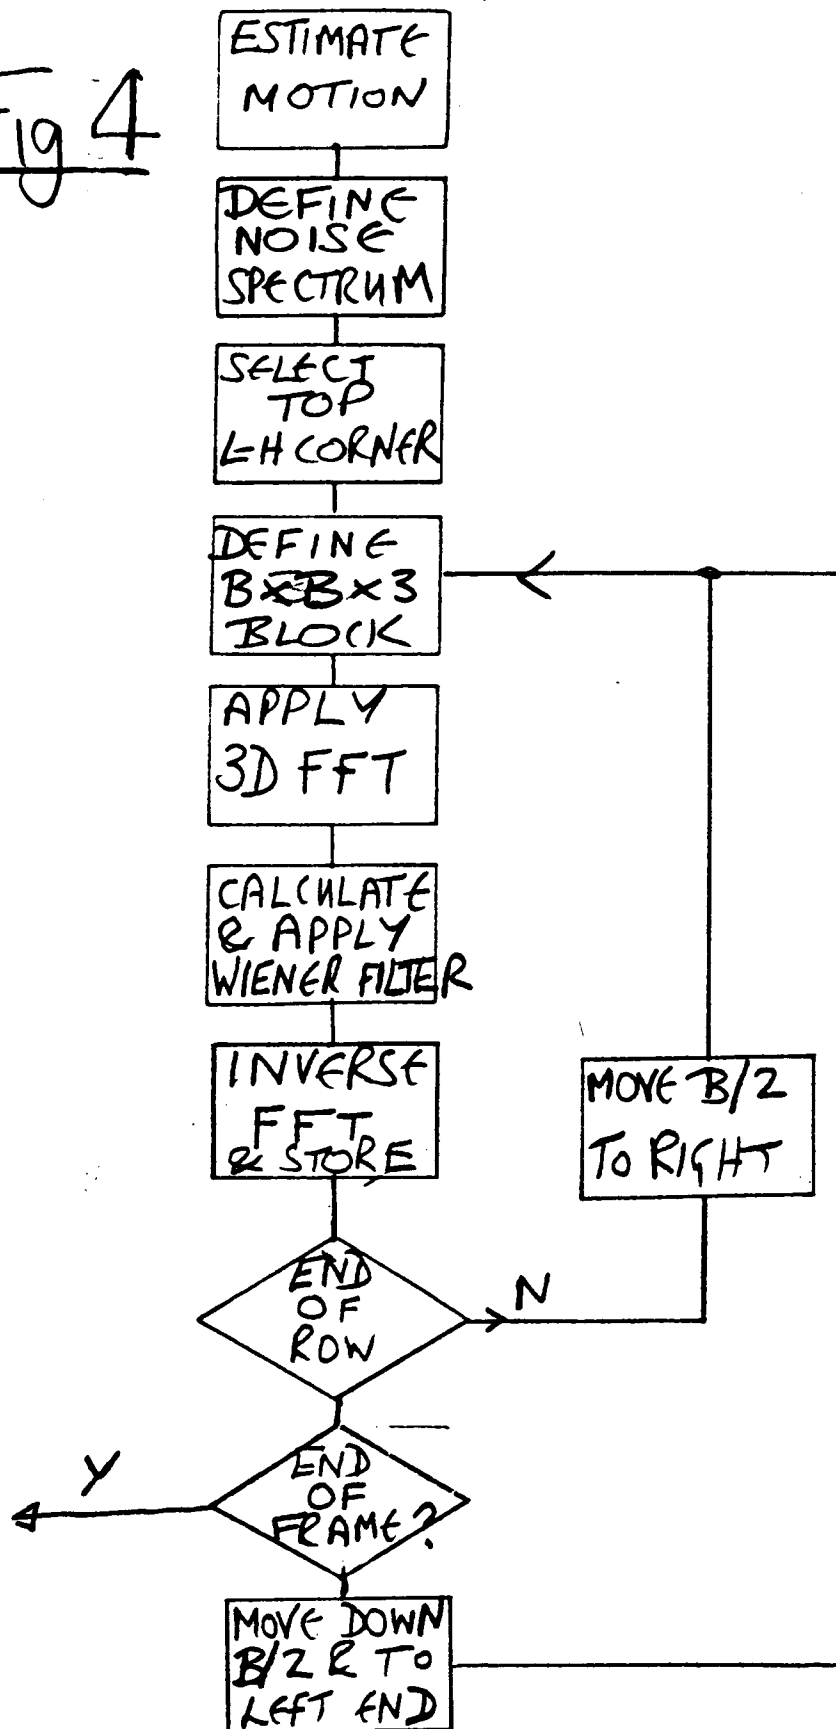 Fig 4
ESTIMATE
MOTION
DEFINE
NOISE
SPECTRUM
SELECT
TOP
LH CORNER
DEFINE
B×B×3
BLOCK
APPLY
3D FFT
CALCULATE
& APPLY
WIENER FILTER
INVERSE
FFT
& STORE
MOVE B/2
TO RIGHT
END
OF
ROW
N
END
OF
FRAME?
Y
MOVE DOWN
B/2 & TO
LEFT END